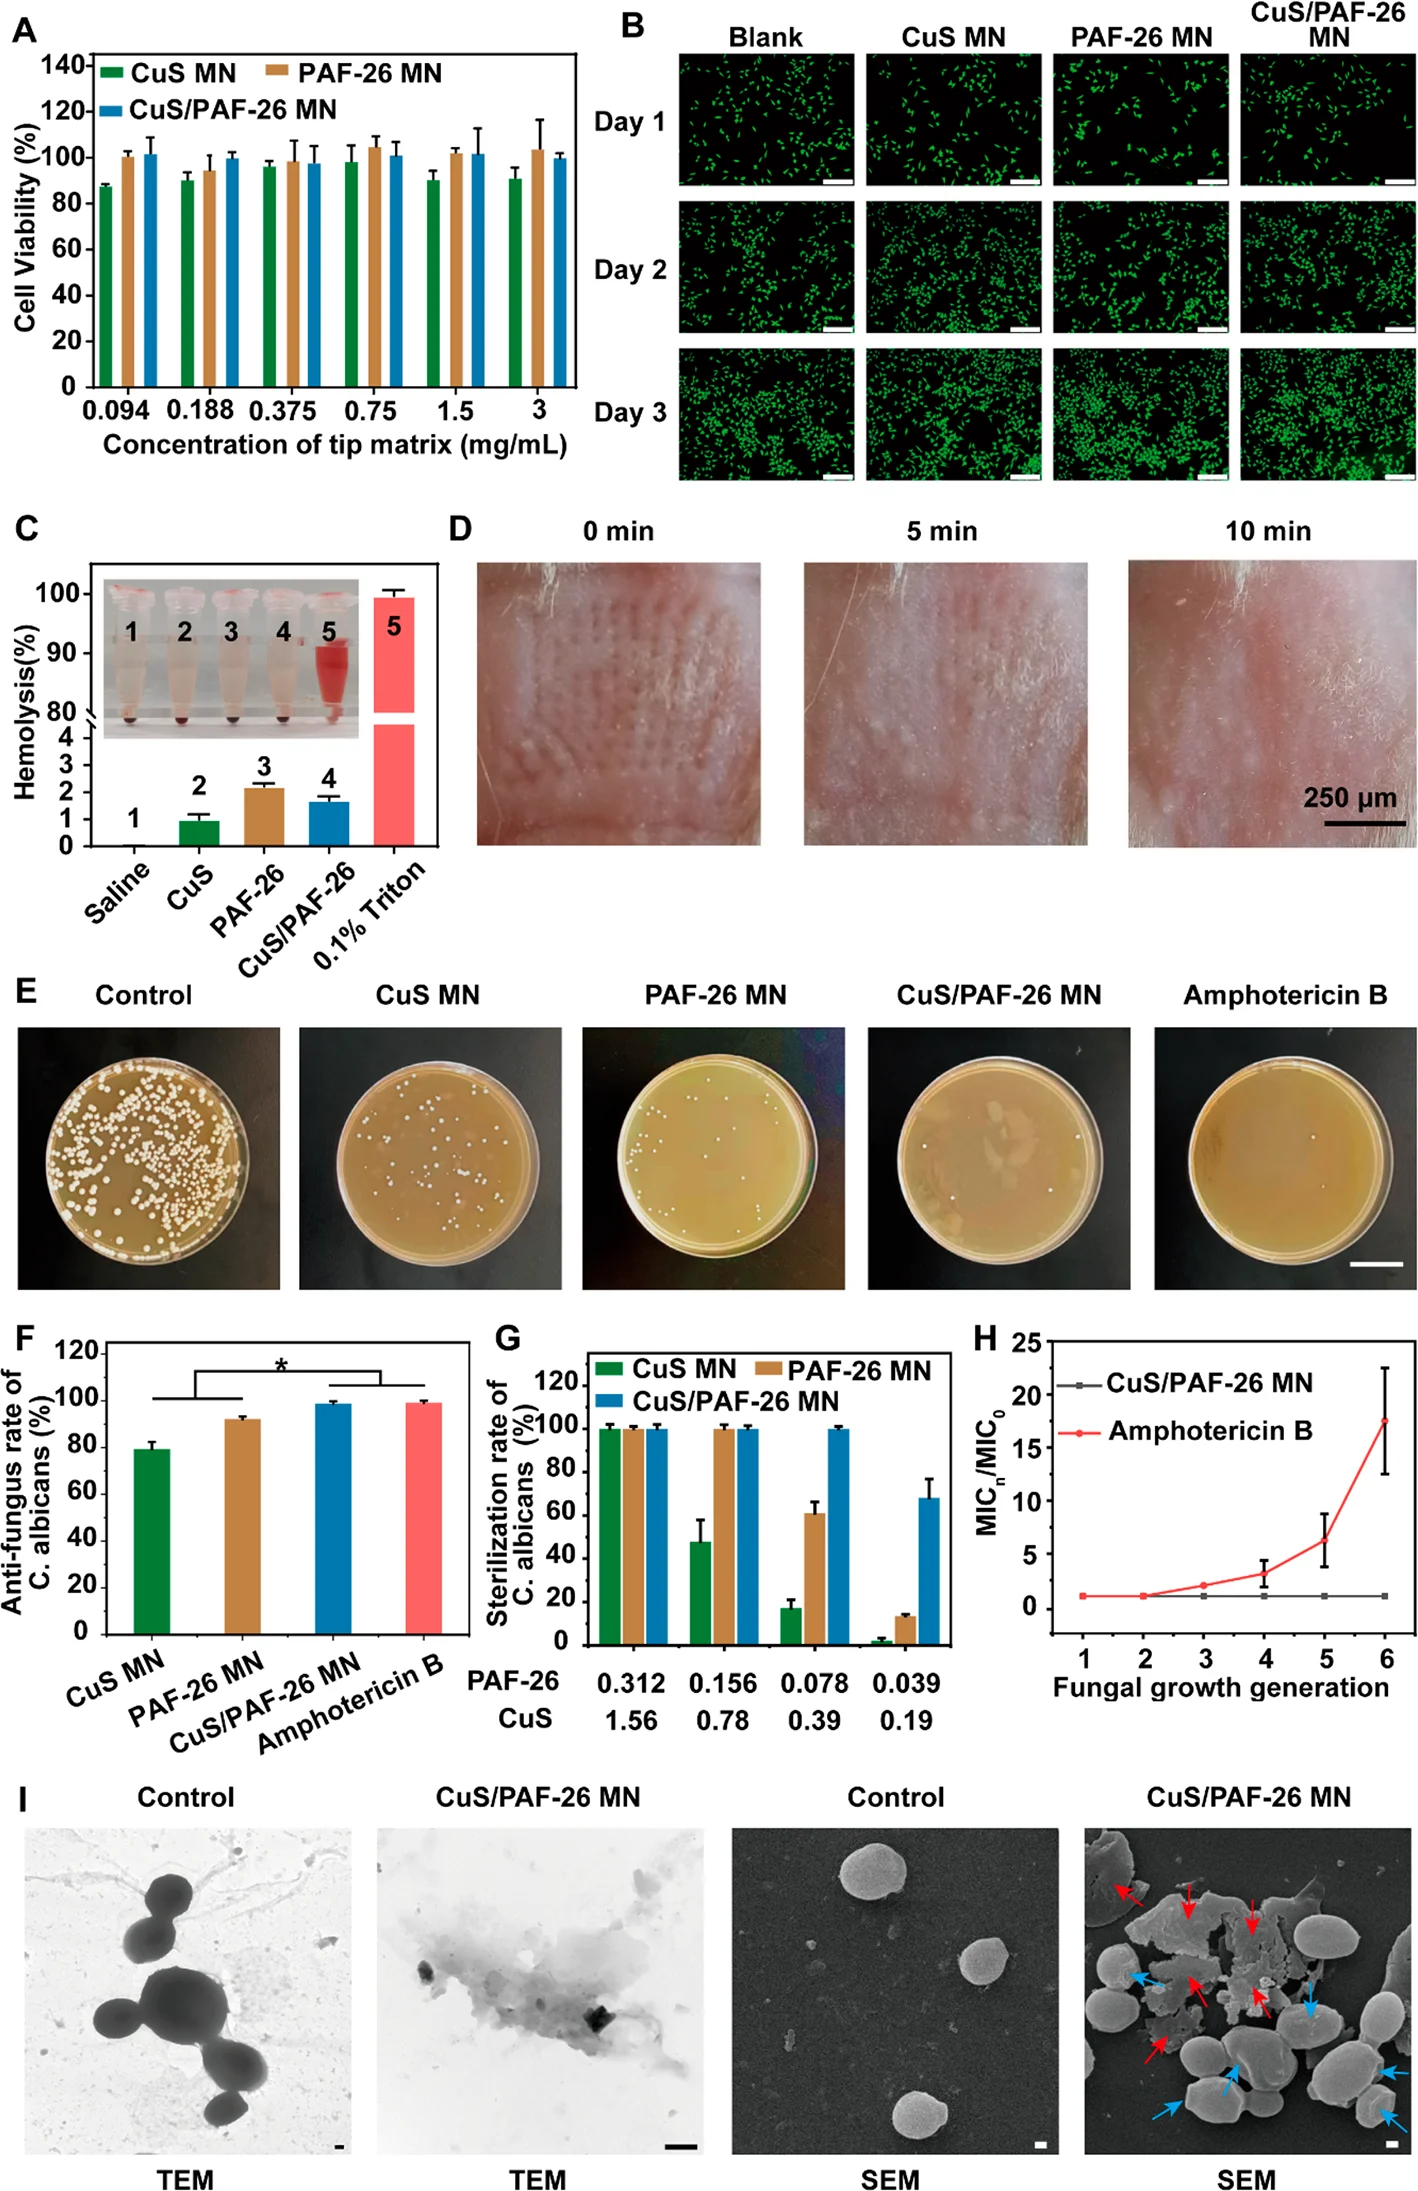 A
140
120
100
80
60
40
20
0
Cell Viability (%)
CuS MN
PAF-26 MN
CuS/PAF-26 MN
0.094
0.188
0.375
0.75
1.5
3
Concentration of tip matrix (mg/mL)
B
Blank
CuS MN
PAF-26 MN
CuS/PAF-26
MN
Day 1
Day 2
Day 3
C
Hemolysis(%)
100
90
80
4
3
2
1
0
1
2
3
4
5
1
2
3
4
5
Saline
CuS
PAF-26
CuS/PAF-26
0.1% Triton
D
0 min
5 min
10 min
250 μm
E
Control
CuS MN
PAF-26 MN
CuS/PAF-26 MN
Amphotericin B
F
Anti-fungus rate of
C. albicans (%)
120
100
80
60
40
20
0
*
CuS MN
PAF-26 MN
CuS/PAF-26 MN
Amphotericin B
G
Sterilization rate of
C. albicans (%)
120
100
80
60
40
20
0
CuS MN
PAF-26 MN
CuS/PAF-26 MN
PAF-26 0.312 0.156 0.078 0.039
CuS 1.56 0.78 0.39 0.19
H
MICn/MIC0
25
20
15
10
5
0
CuS/PAF-26 MN
Amphotericin B
1
2
3
4
5
6
Fungal growth generation
I
Control
CuS/PAF-26 MN
Control
CuS/PAF-26 MN
TEM
TEM
SEM
SEM